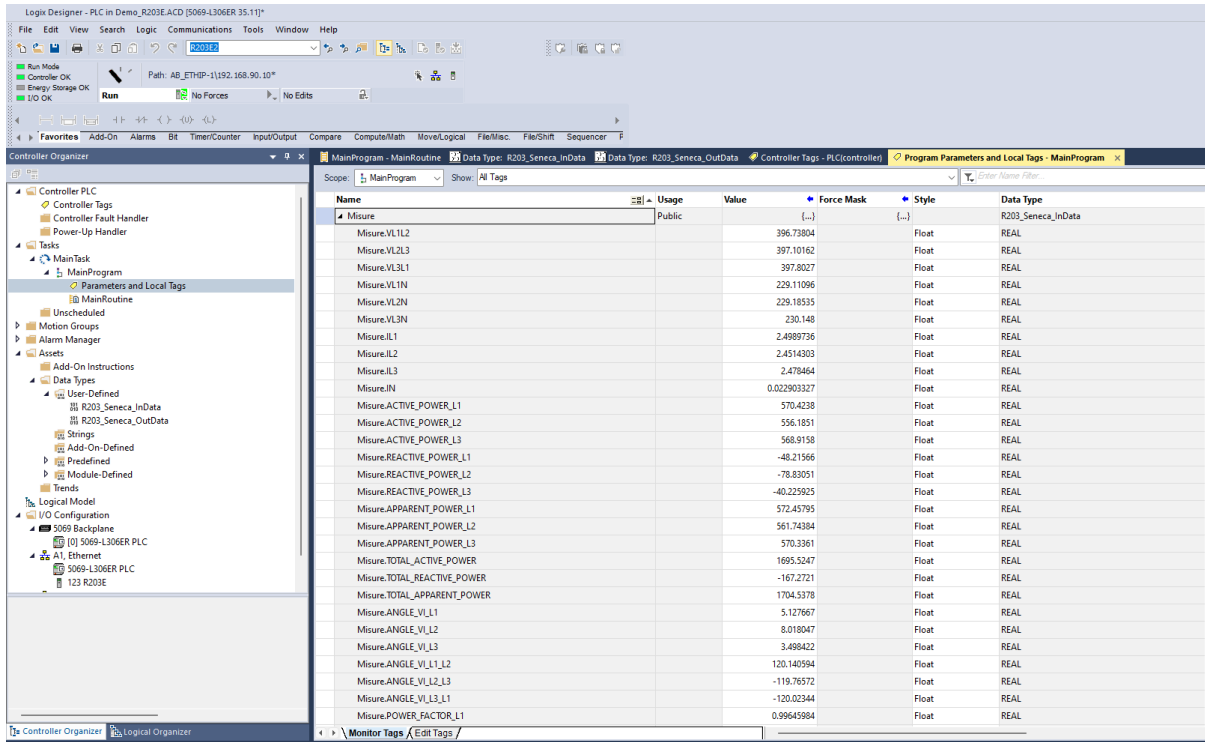 Logix Designer - PLC in Demo_R203E.ACD [5069-L306ER 35.11]*
File Edit View Search Logic Communications Tools Window Help
R203E2
Run Mode
Controller OK
Energy Storage OK
I/O OK
Path: AB_ETHIP-1\192.168.90.10*
Run No Forces No Edits
Favorites Add-On Alarms Bit Timer/Counter Input/Output Compare Compute/Math Move/Logical File/Misc. File/Shift Sequencer
Controller Organizer
Controller PLC
Controller Tags
Controller Fault Handler
Power-Up Handler
Tasks
MainTask
MainProgram
Parameters and Local Tags
MainRoutine
Unscheduled
Motion Groups
Alarm Manager
Assets
Add-On Instructions
Data Types
User-Defined
R203_Seneca_InData
R203_Seneca_OutData
Strings
Add-On-Defined
Predefined
Module-Defined
Trends
Logical Model
I/O Configuration
5069 Backplane
[0] 5069-L306ER PLC
A1, Ethernet
5069-L306ER PLC
123 R203E
Controller Organizer Logical Organizer
MainProgram - MainRoutine Data Type: R203_Seneca_InData Data Type: R203_Seneca_OutData Controller Tags - PLC(controller) Program Parameters and Local Tags - MainProgram
Scope: MainProgram Show: All Tags Enter Name Filter...
Name Usage Value Force Mask Style Data Type
Misure Public {...} {...} R203_Seneca_InData
Misure.VL1L2 396.73804 Float REAL
Misure.VL2L3 397.10162 Float REAL
Misure.VL3L1 397.8027 Float REAL
Misure.VL1N 229.11096 Float REAL
Misure.VL2N 229.18535 Float REAL
Misure.VL3N 230.148 Float REAL
Misure.IL1 2.4989736 Float REAL
Misure.IL2 2.4514303 Float REAL
Misure.IL3 2.478464 Float REAL
Misure.IN 0.022903327 Float REAL
Misure.ACTIVE_POWER_L1 570.4238 Float REAL
Misure.ACTIVE_POWER_L2 556.1851 Float REAL
Misure.ACTIVE_POWER_L3 568.9158 Float REAL
Misure.REACTIVE_POWER_L1 -48.21566 Float REAL
Misure.REACTIVE_POWER_L2 -78.83051 Float REAL
Misure.REACTIVE_POWER_L3 -40.225925 Float REAL
Misure.APPARENT_POWER_L1 572.45795 Float REAL
Misure.APPARENT_POWER_L2 561.74384 Float REAL
Misure.APPARENT_POWER_L3 570.3361 Float REAL
Misure.TOTAL_ACTIVE_POWER 1695.5247 Float REAL
Misure.TOTAL_REACTIVE_POWER -167.2721 Float REAL
Misure.TOTAL_APPARENT_POWER 1704.5378 Float REAL
Misure.ANGLE_VI_L1 5.127667 Float REAL
Misure.ANGLE_VI_L2 8.018047 Float REAL
Misure.ANGLE_VI_L3 3.498422 Float REAL
Misure.ANGLE_VI_L1_L2 120.140594 Float REAL
Misure.ANGLE_VI_L2_L3 -119.76572 Float REAL
Misure.ANGLE_VI_L3_L1 -120.02344 Float REAL
Misure.POWER_FACTOR_L1 0.99645984 Float REAL
Monitor Tags Edit Tags